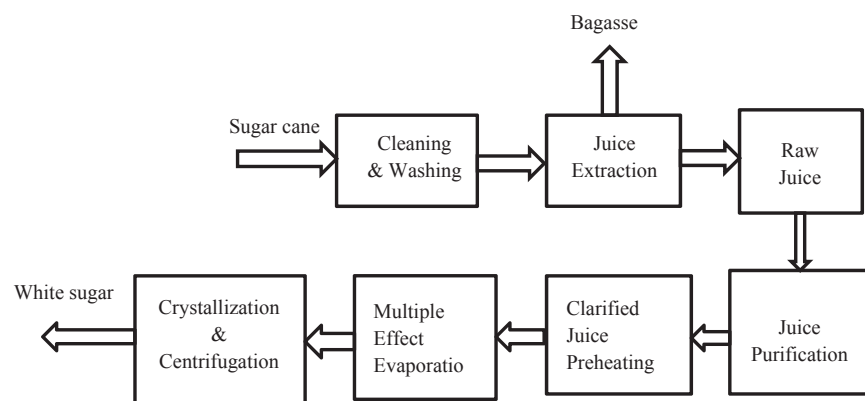 Bagasse
Sugar cane
Cleaning
& Washing
Juice
Extraction
Raw
Juice
Juice
Purification
Clarified
Juice
Preheating
Multiple
Effect
Evaporatio
Crystallization
&
Centrifugation
White sugar